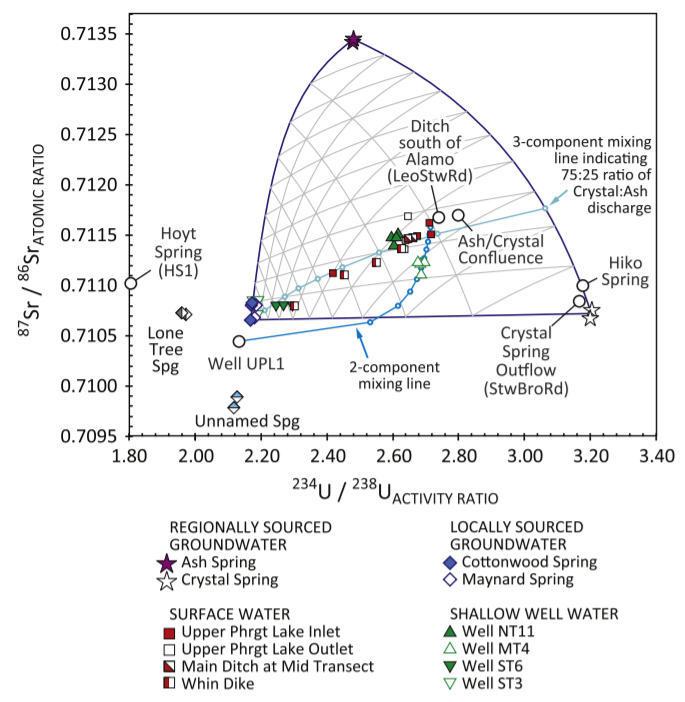 0.7135
0.7130
0.7125
0.7120
0.7115
0.7110
0.7105
0.7100
0.7095
87Sr / 86Sr ATOMIC RATIO
1.80 2.00 2.20 2.40 2.60 2.80 3.00 3.20 3.40
234U / 238U ACTIVITY RATIO
Ditch
south of
Alamo
(LeoStwRd)
3-component mixing
line indicating
75:25 ratio of
Crystal:Ash
discharge
Hoyt
Spring
(HS1)
Ash/Crystal
Confluence
Hiko
Spring
Lone
Tree
Spg
Well UPL1
2-component
mixing line
Crystal
Spring
Outflow
(StwBroRd)
Unnamed Spg
REGIONALLY SOURCED
GROUNDWATER
Ash Spring
Crystal Spring
LOCALLY SOURCED
GROUNDWATER
Cottonwood Spring
Maynard Spring
SURFACE WATER
Upper Phrgt Lake Inlet
Upper Phrgt Lake Outlet
Main Ditch at Mid Transect
Whin Dike
SHALLOW WELL WATER
Well NT11
Well MT4
Well ST6
Well ST3